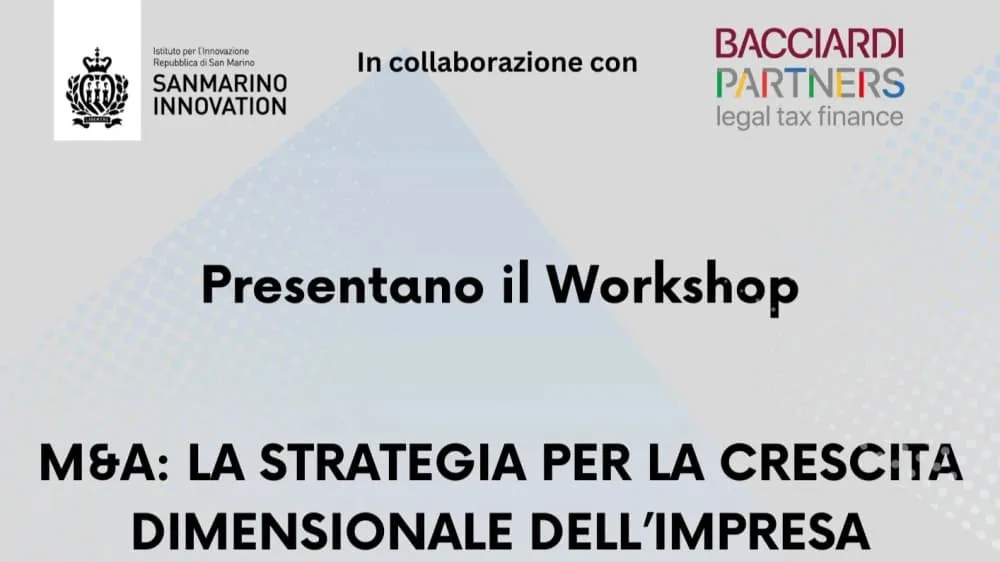 Istituto per l'Innovazione
Repubblica di San Marino
SANMARINO
INNOVATION
LIBERTAS
In collaborazione con
BACCIARDI
PARTNERS
legal tax finance
Presentano il Workshop
M&A: LA STRATEGIA PER LA CRESCITA
DIMENSIONALE DELL'IMPRESA